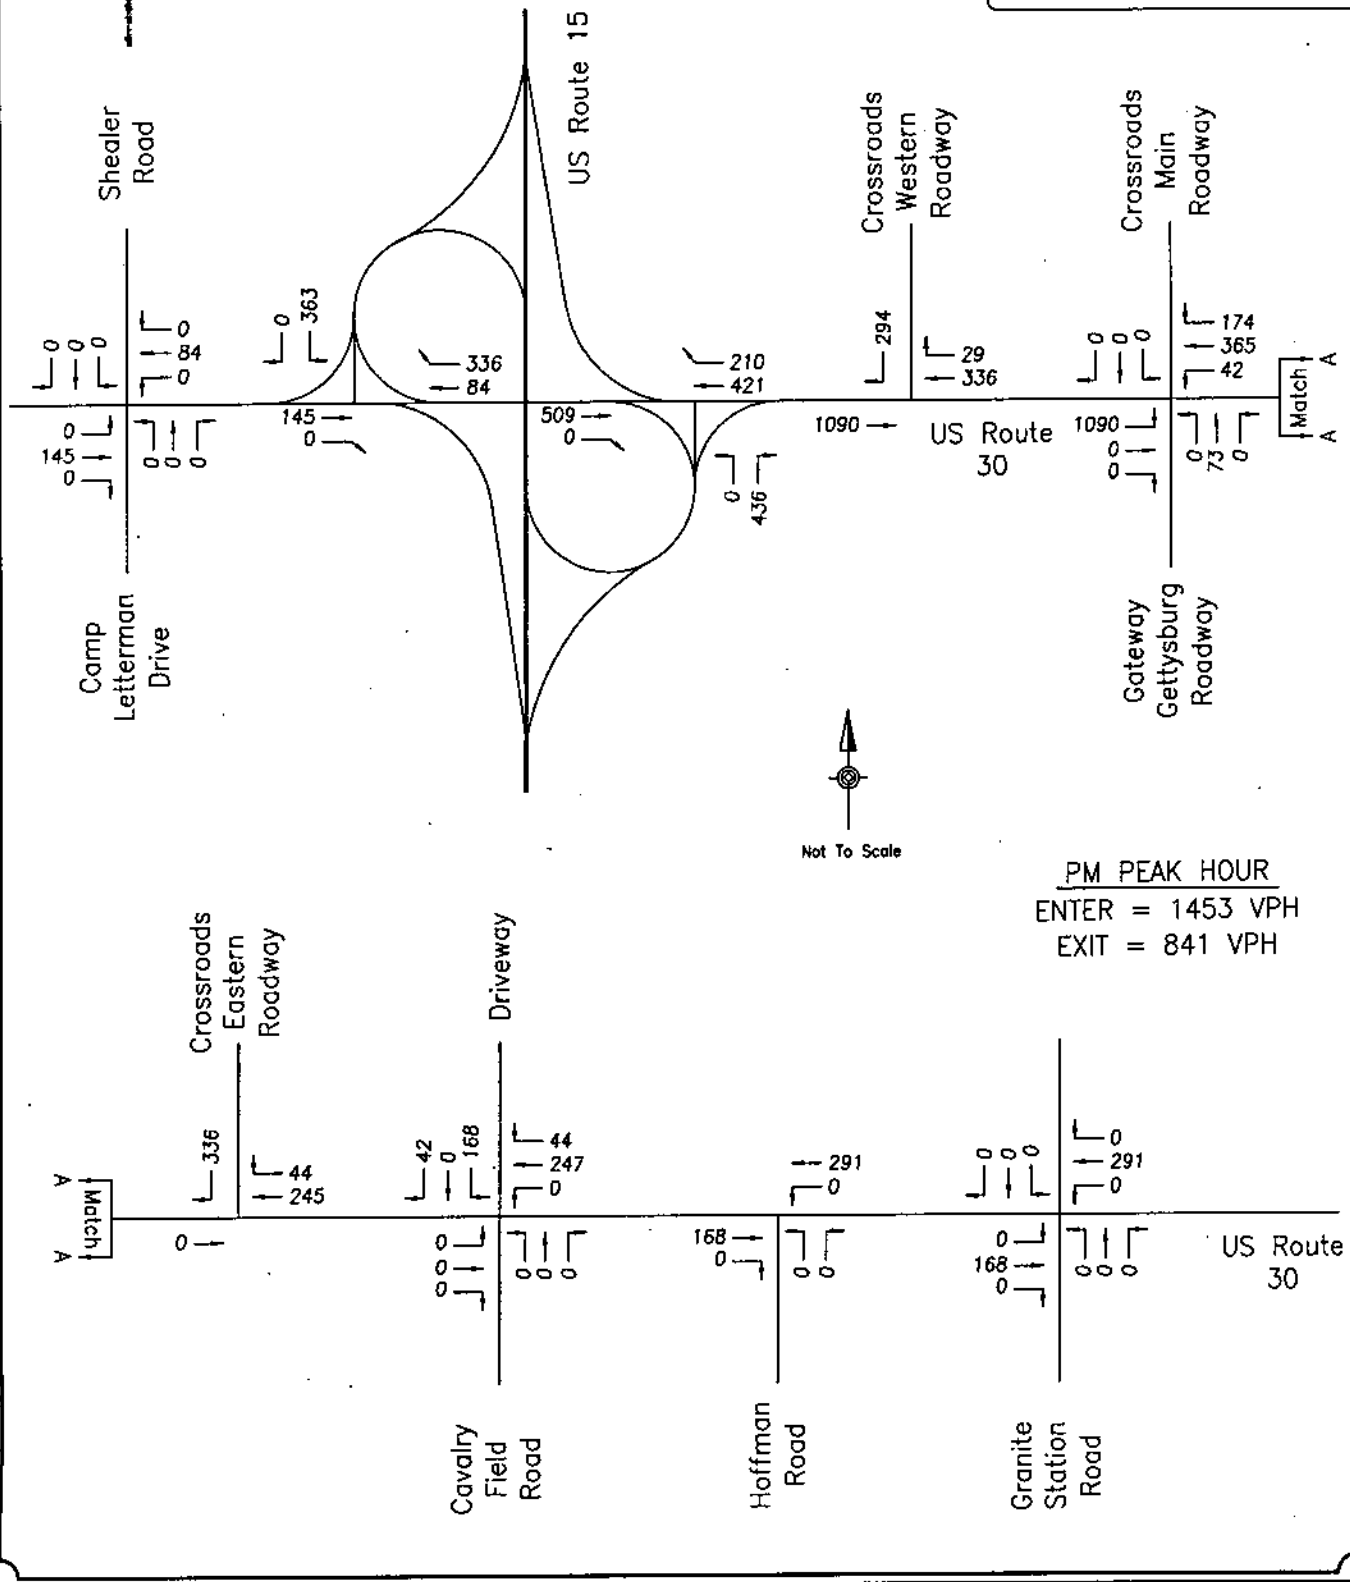 US Route 15
Shealer
Road
Crossroads
Western
Roadway
Crossroads
Main
Roadway
0
0
0
0
84
0
0
145
0
0
0
0
Camp
Letterman
Drive
0
363
336
84
145
0
509
0
210
421
0
436
294
29
336
1090
US Route
30
0
0
0
174
365
42
1090
0
0
0
73
0
Match
A
A
Gateway
Gettysburg
Roadway
Not To Scale
PM PEAK HOUR
ENTER = 1453 VPH
EXIT = 841 VPH
Crossroads
Eastern
Roadway
Driveway
A
Match
A
336
44
245
0
42
0
168
44
247
0
0
0
0
0
0
0
Cavalry
Field
Road
291
0
168
0
0
0
Hoffman
Road
0
0
0
0
291
0
0
168
0
0
0
0
Granite
Station
Road
US Route
30